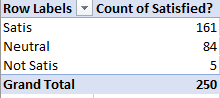 Row Labels Count of Satisfied?
Satis 161
Neutral 84
Not Satis 5
Grand Total 250